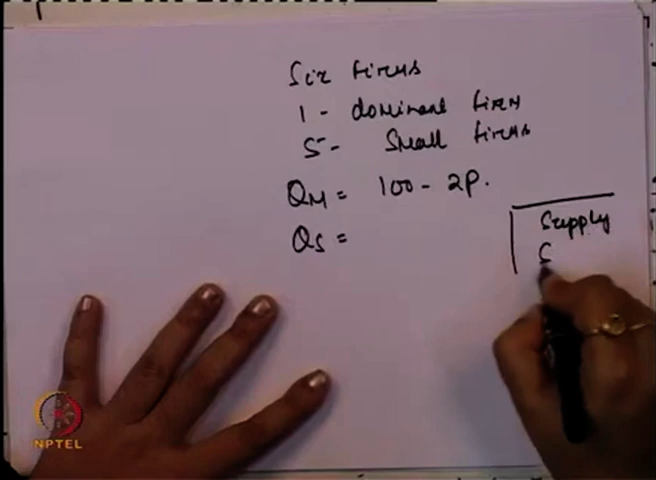 Six firms
1 - dominant firm
5 - Small firms
QM = 100 - 2P.
QS =
Supply
S
NPTEL